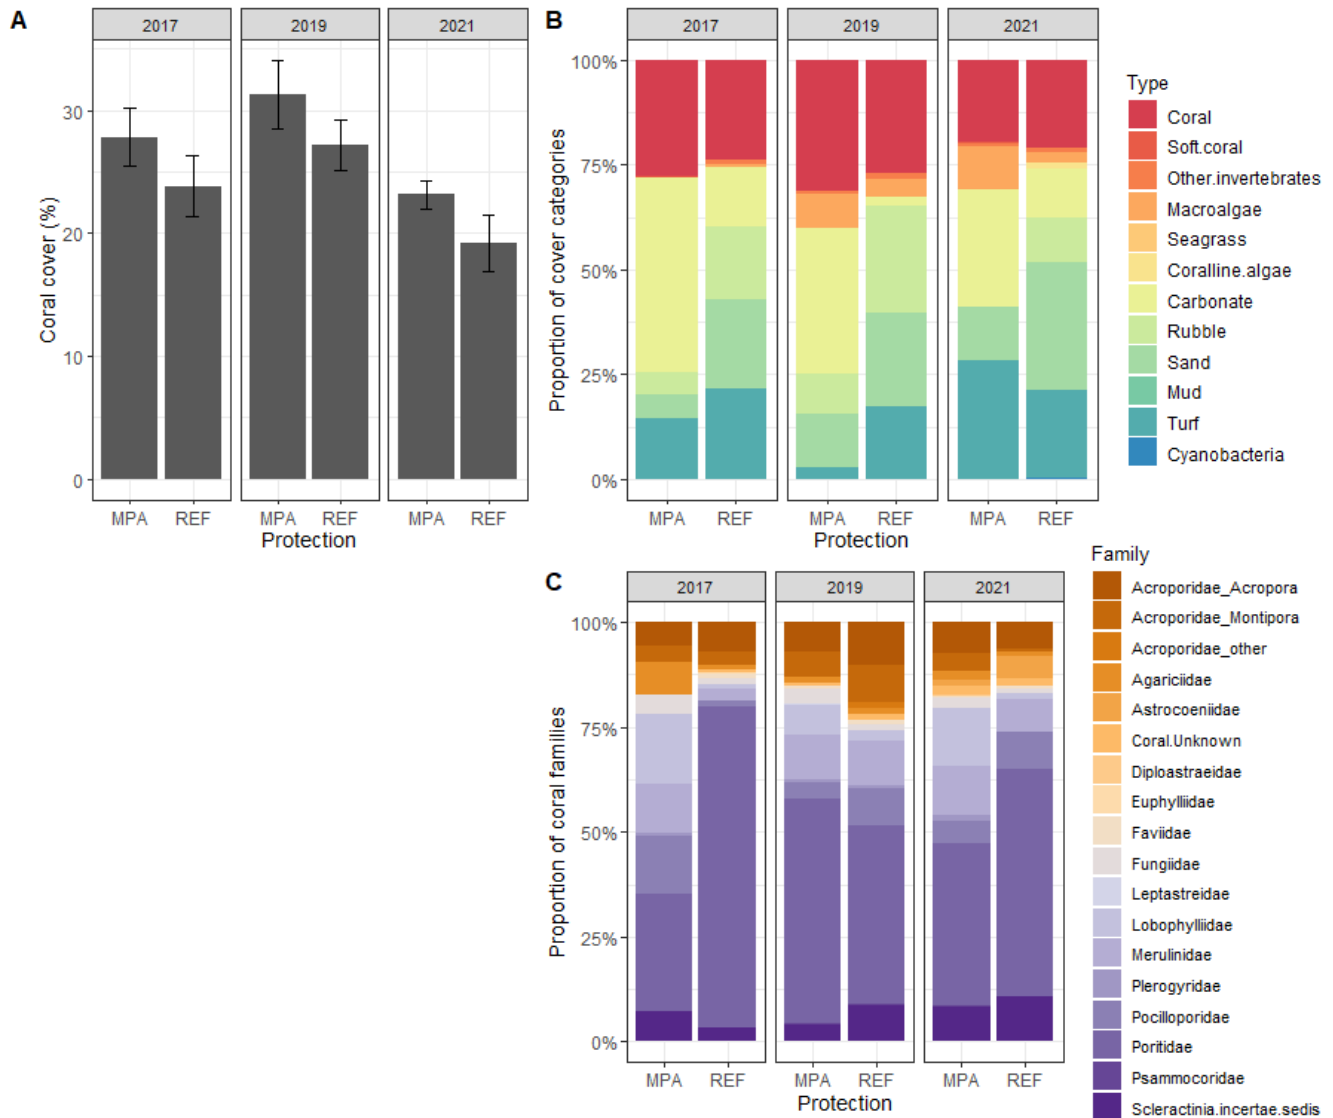 A
2017 2019 2021
Coral cover (%)
30
20
10
0
MPA REF MPA REF MPA REF
Protection
B
2017 2019 2021
Proportion of cover categories
100%
75%
50%
25%
0%
MPA REF MPA REF MPA REF
Protection
Type
Coral
Soft.coral
Other.invertebrates
Macroalgae
Seagrass
Coralline.algae
Carbonate
Rubble
Sand
Mud
Turf
Cyanobacteria
C
2017 2019 2021
Proportion of coral families
100%
75%
50%
25%
0%
MPA REF MPA REF MPA REF
Protection
Family
Acroporidae_Acropora
Acroporidae_Montipora
Acroporidae_other
Agariciidae
Astrocoeniidae
Coral.Unknown
Diploastraeidae
Euphylliidae
Faviidae
Fungiidae
Leptastreidae
Lobophylliidae
Merulinidae
Plerogyridae
Pocilloporidae
Poritidae
Psammocoridae
Scleractinia.incertae.sedis